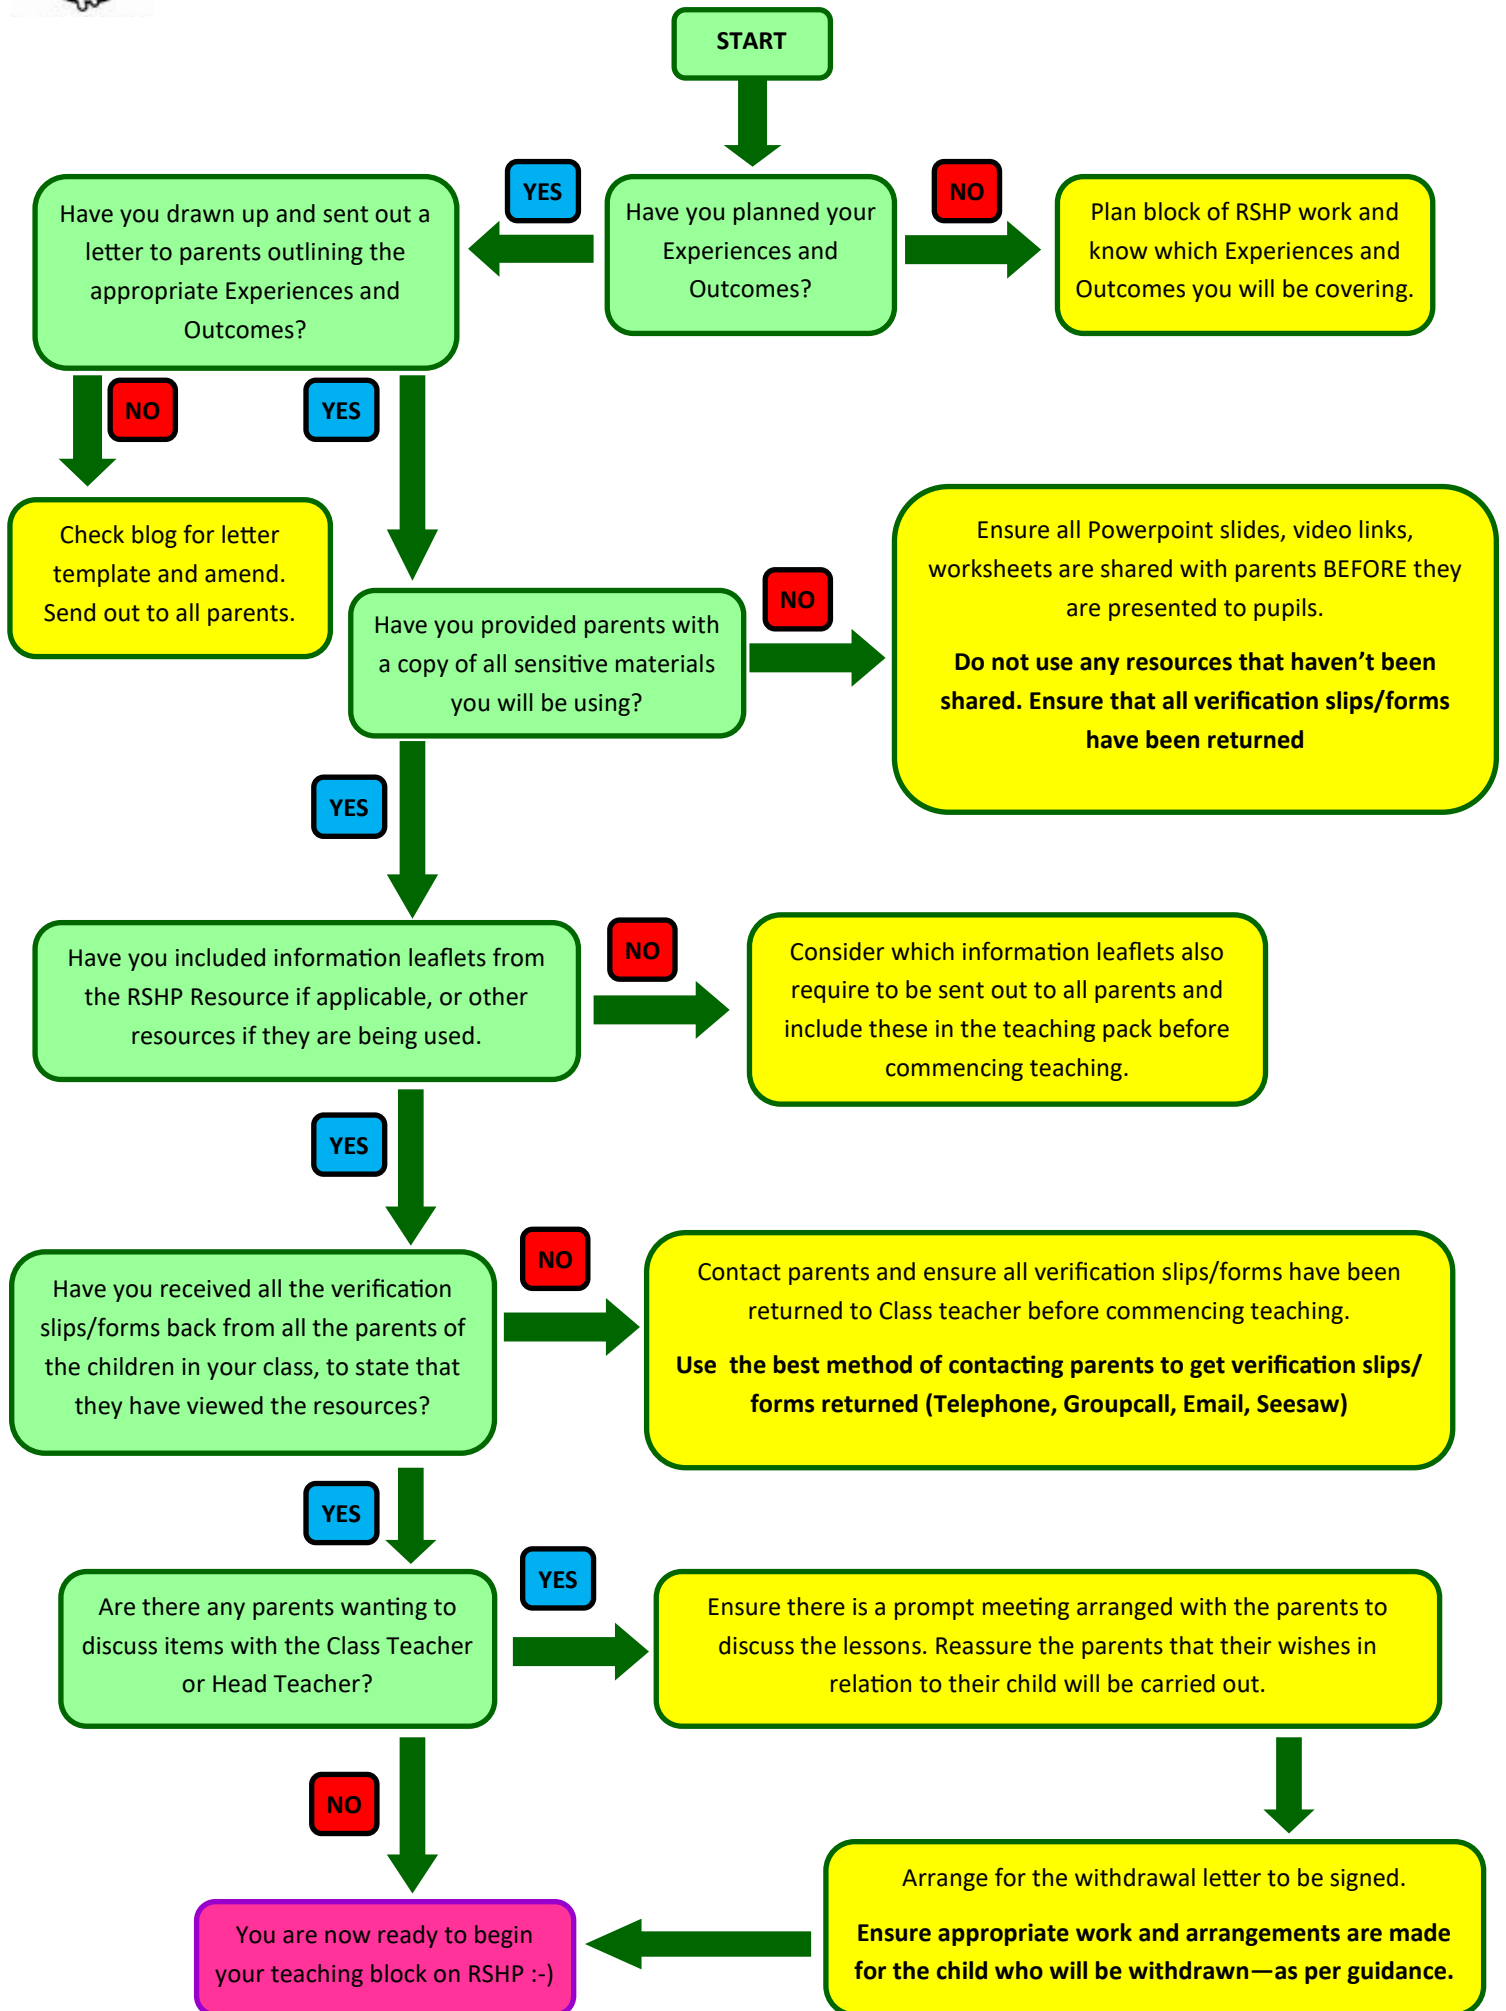 START
YES
NO
Have you planned your
Experiences and
Outcomes?
Plan block of RSHP work and
know which Experiences and
Outcomes you will be covering.
Have you drawn up and sent out a
letter to parents outlining the
appropriate Experiences and
Outcomes?
NO
YES
Check blog for letter
template and amend.
Send out to all parents.
Have you provided parents with
a copy of all sensitive materials
you will be using?
NO
Ensure all Powerpoint slides, video links,
worksheets are shared with parents BEFORE they
are presented to pupils.
Do not use any resources that haven’t been
shared. Ensure that all verification slips/forms
have been returned
YES
Have you included information leaflets from
the RSHP Resource if applicable, or other
resources if they are being used.
NO
Consider which information leaflets also
require to be sent out to all parents and
include these in the teaching pack before
commencing teaching.
YES
Have you received all the verification
slips/forms back from all the parents of
the children in your class, to state that
they have viewed the resources?
NO
Contact parents and ensure all verification slips/forms have been
returned to Class teacher before commencing teaching.
Use  the best method of contacting parents to get verification slips/
forms returned (Telephone, Groupcall, Email, Seesaw)
YES
Are there any parents wanting to
discuss items with the Class Teacher
or Head Teacher?
YES
Ensure there is a prompt meeting arranged with the parents to
discuss the lessons. Reassure the parents that their wishes in
relation to their child will be carried out.
NO
Arrange for the withdrawal letter to be signed.
Ensure appropriate work and arrangements are made
for the child who will be withdrawn—as per guidance.
You are now ready to begin
your teaching block on RSHP :-)